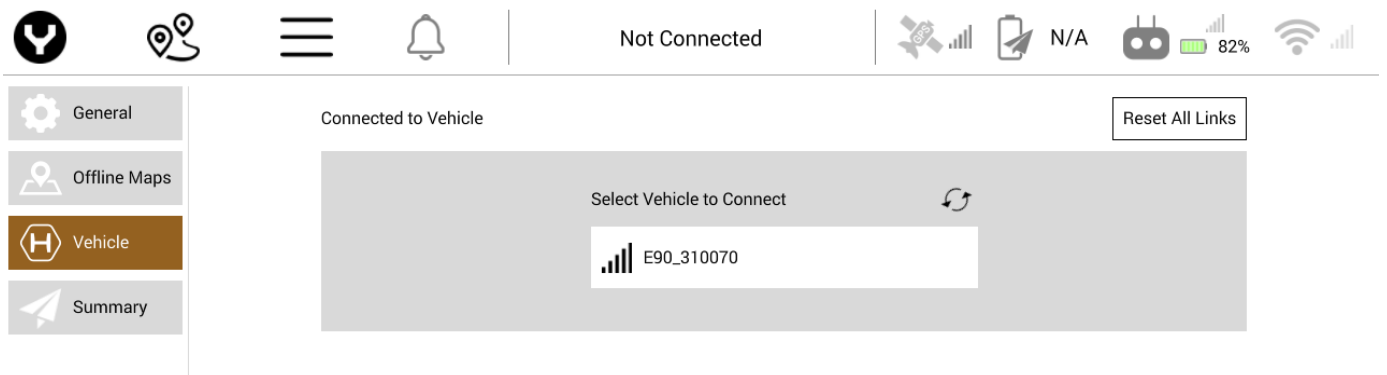 Not Connected
GPS
N/A
82%
General
Connected to Vehicle
Reset All Links
Offline Maps
Select Vehicle to Connect
Vehicle
E90_310070
Summary